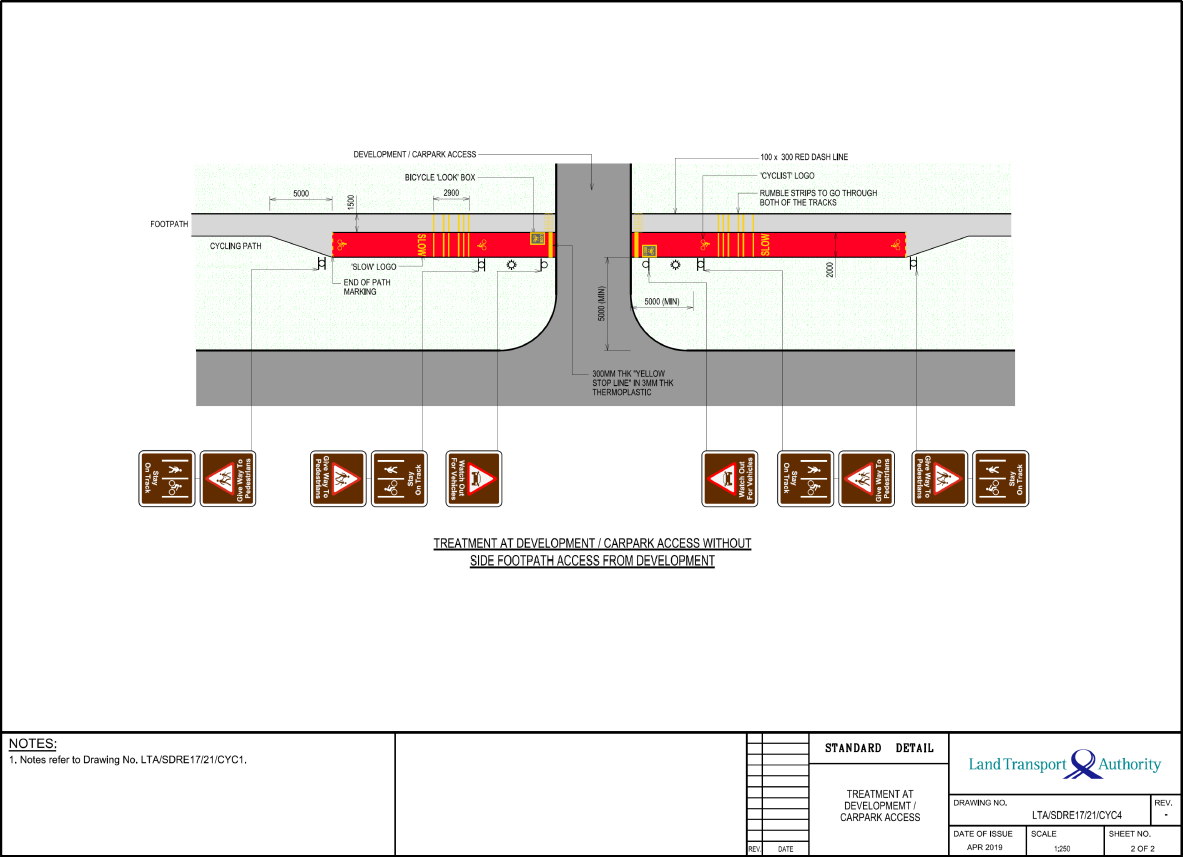 DEVELOPMENT / CARPARK ACCESS
100 x 300 RED DASH LINE
BICYCLE 'LOOK' BOX
'CYCLIST' LOGO
5000
2900
1500
RUMBLE STRIPS TO GO THROUGH
BOTH OF THE TRACKS
FOOTPATH
CYCLING PATH
SLOW
SLOW
'SLOW' LOGO
2000
END OF PATH
MARKING
5000 (MIN)
5000 (MIN)
300MM THK "YELLOW
STOP LINE" IN 3MM THK
THERMOPLASTIC
Stay
On Track
Give Way To
Pedestrians
Give Way To
Pedestrians
Stay
On Track
Watch Out
For Vehicles
Watch Out
For Vehicles
Stay
On Track
Give Way To
Pedestrians
Give Way To
Pedestrians
Stay
On Track
TREATMENT AT DEVELOPMENT / CARPARK ACCESS WITHOUT
SIDE FOOTPATH ACCESS FROM DEVELOPMENT
NOTES:
1. Notes refer to Drawing No. LTA/SDRE17/21/CYC1.
REV.
DATE
STANDARD DETAIL
TREATMENT AT
DEVELOPMEMT /
CARPARK ACCESS
Land Transport Authority
DRAWING NO.
LTA/SDRE17/21/CYC4
REV.
-
DATE OF ISSUE
APR 2019
SCALE
1:250
SHEET NO.
2 OF 2